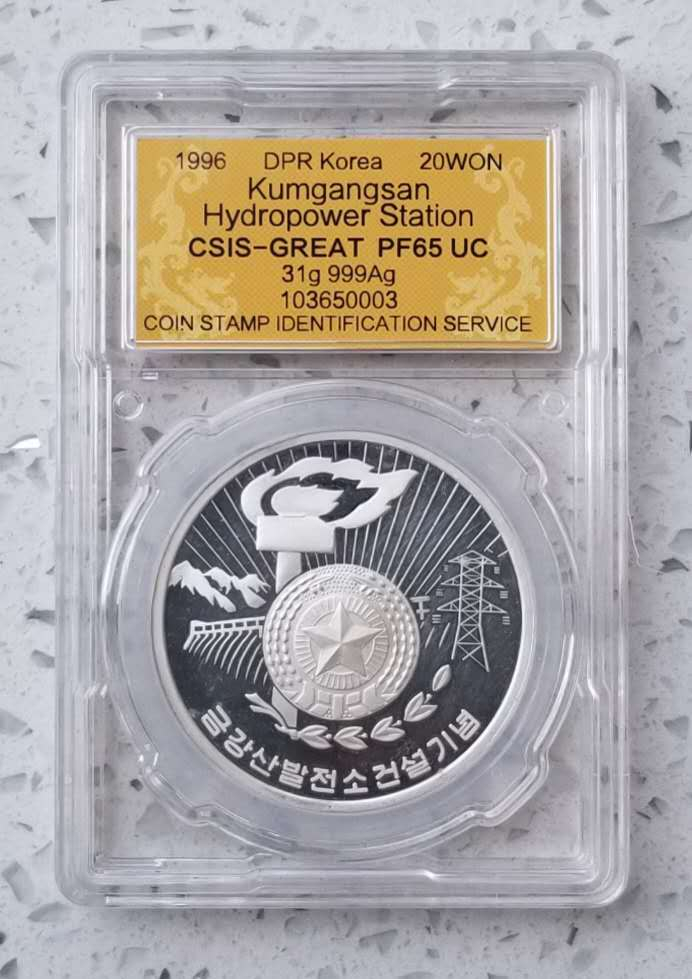 1996 DPR Korea 20WON
Kumgangsan
Hydropower Station
CSIS-GREAT PF65 UC
31g 999Ag
103650003
COIN STAMP IDENTIFICATION SERVICE
금강산발전소건설기념